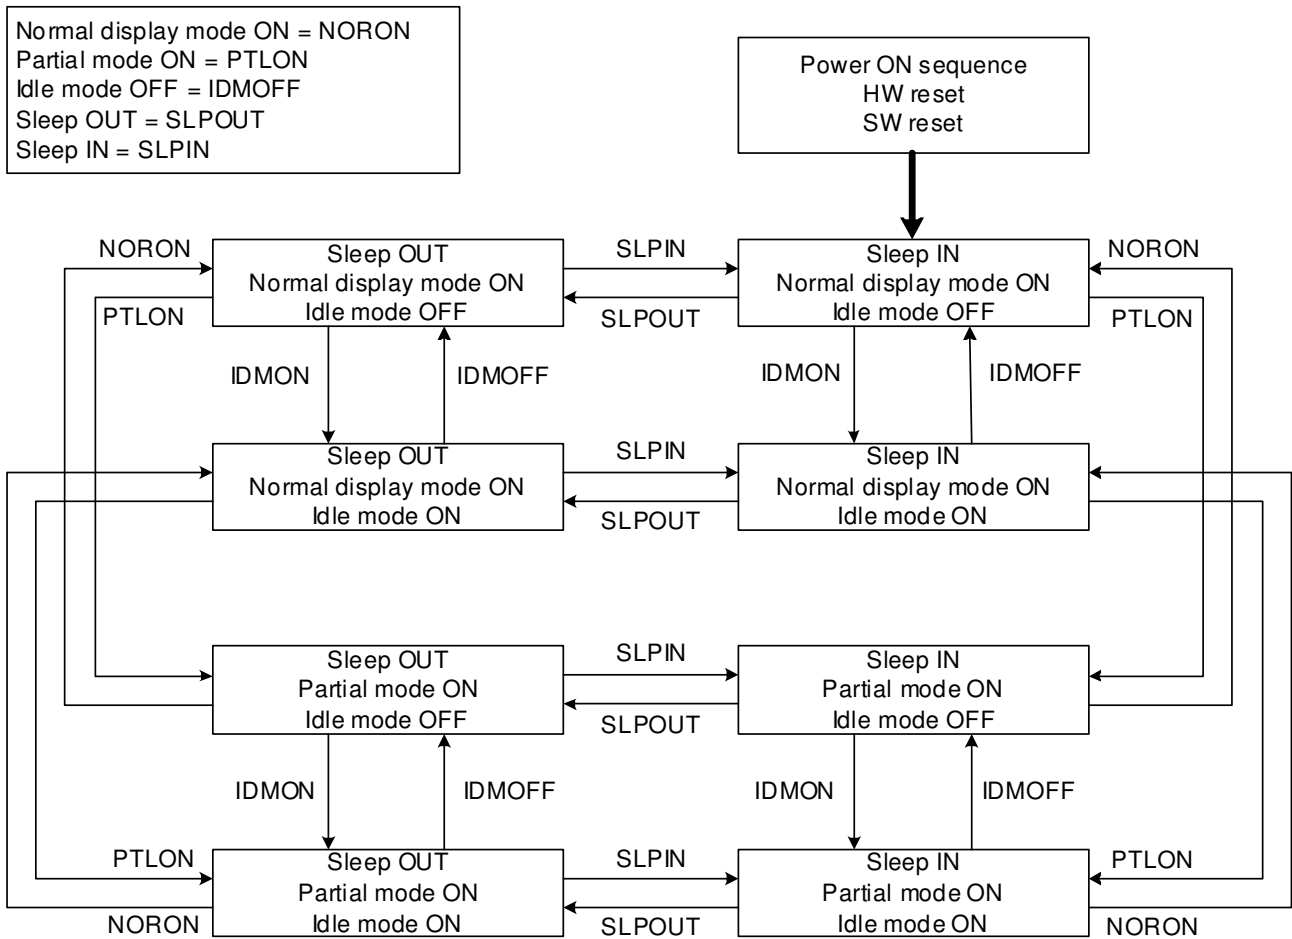 Normal display mode ON = NORON
Partial mode ON = PTLON
Idle mode OFF = IDMOFF
Sleep OUT = SLPOUT
Sleep IN = SLPIN
Power ON sequence
HW reset
SW reset
NORON
Sleep OUT
Normal display mode ON
Idle mode OFF
SLPIN
SLPOUT
Sleep IN
Normal display mode ON
Idle mode OFF
NORON
PTLON
PTLON
IDMON
IDMOFF
IDMON
IDMOFF
Sleep OUT
Normal display mode ON
Idle mode ON
SLPIN
SLPOUT
Sleep IN
Normal display mode ON
Idle mode ON
Sleep OUT
Partial mode ON
Idle mode OFF
SLPIN
SLPOUT
Sleep IN
Partial mode ON
Idle mode OFF
IDMON
IDMOFF
IDMON
IDMOFF
PTLON
NORON
Sleep OUT
Partial mode ON
Idle mode ON
SLPIN
SLPOUT
Sleep IN
Partial mode ON
Idle mode ON
PTLON
NORON